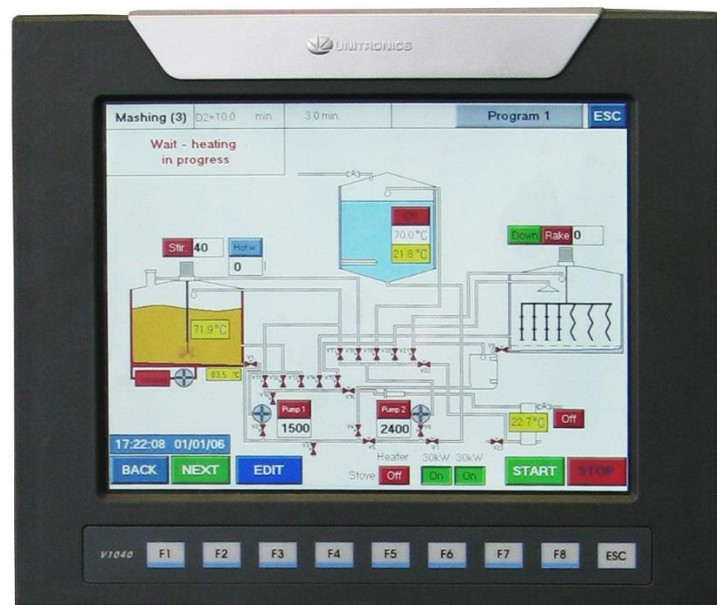 UNITRONICS
Mashing (3) D2=10.0 min 3.0 min Program 1 ESC
Wait - heating
in progress
Off
70.0°C
21.8°C
Stir. 40 Hotw.
0
Down Rake 0
71.9°C
83.5 °C
Pump 1
1500
Pump 2
2400
22.7°C Off
17:22:08 01/01/06
Heater 30kW 30kW
BACK NEXT EDIT Stove Off On On START STOP
V1040 F1 F2 F3 F4 F5 F6 F7 F8 ESC